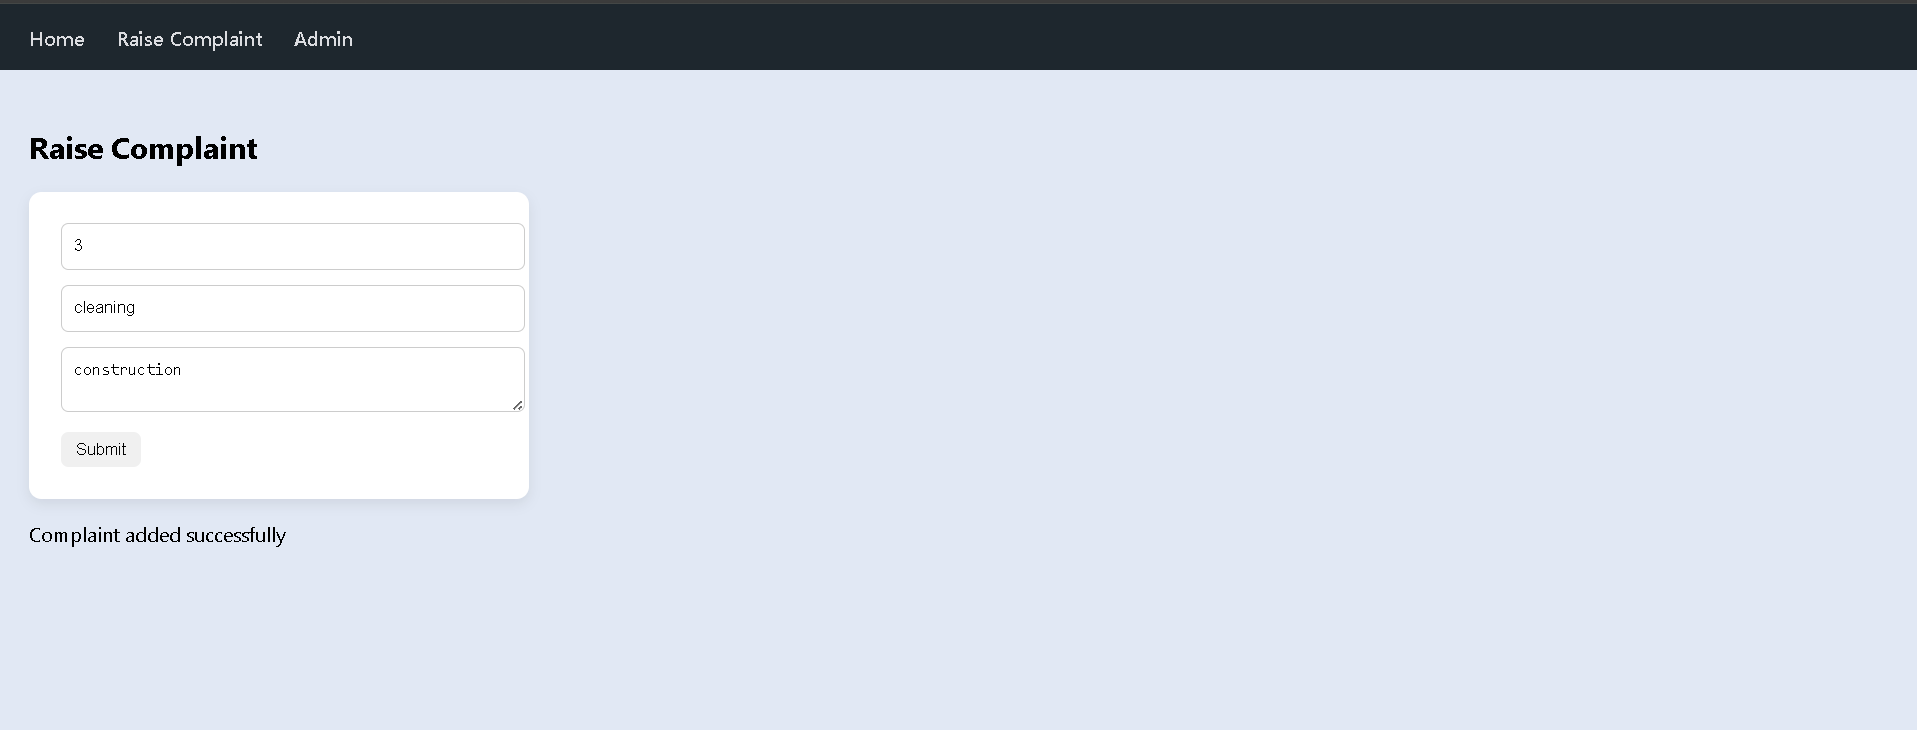 Home Raise Complaint Admin
Raise Complaint
3
cleaning
construction
Submit
Complaint added successfully